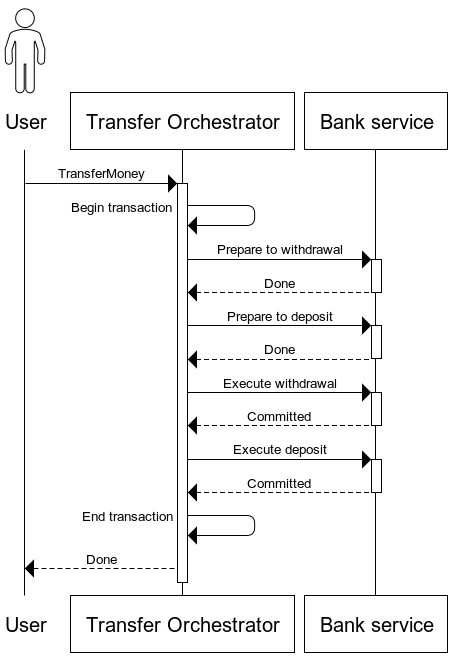 User
Transfer Orchestrator
Bank service
TransferMoney
Begin transaction
Prepare to withdrawal
Done
Prepare to deposit
Done
Execute withdrawal
Committed
Execute deposit
Committed
End transaction
Done
User
Transfer Orchestrator
Bank service